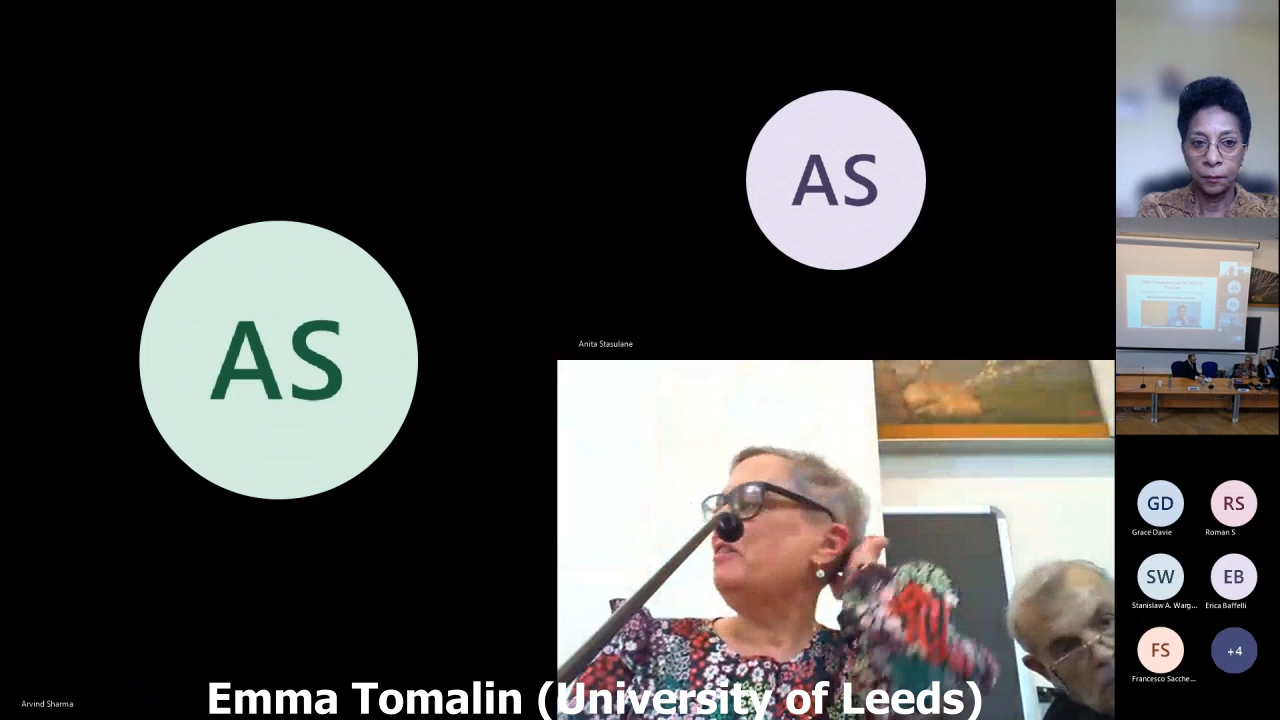 AS
Arvind Sharma
AS
Anita Stasulane
Emma Tomalin (University of Leeds)
GD
Grace Davie
RS
Roman S
SW
Stanislaw A. Warg...
EB
Erica Baffelli
FS
Francesco Sacche...
+4